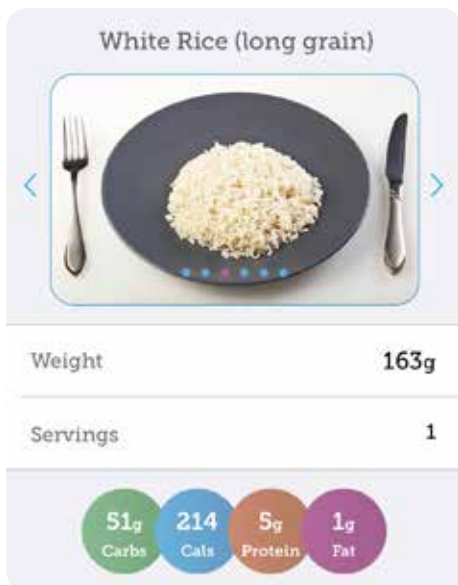 White Rice (long grain)
Weight 163g
Servings 1
51g 214 5g 1g
Carbs Cals Protein Fat